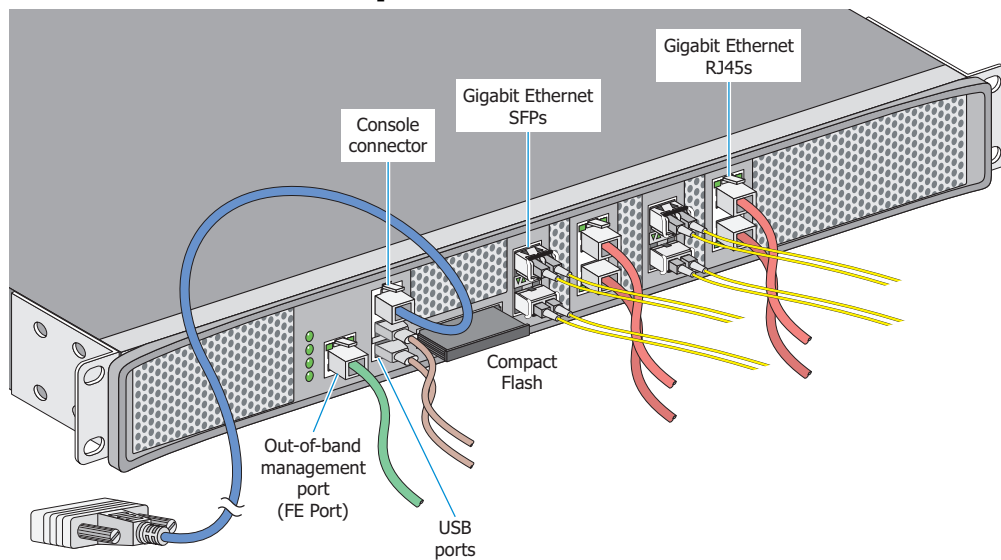 Gigabit Ethernet
RJ45s
Gigabit Ethernet
SFPs
Console
connector
Compact
Flash
Out-of-band
management
port
(FE Port)
USB
ports